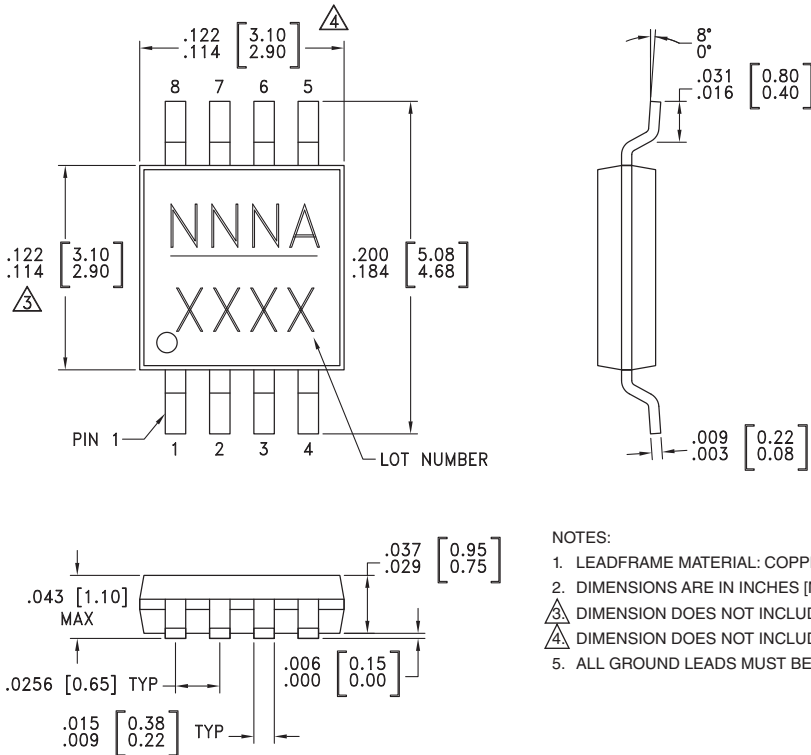 .122 [3.10]
.114 [2.90]
4
8 7 6 5
8°
0°
.031 [0.80]
.016 [0.40]
NNNA
XXXX
.122 [3.10]
.114 [2.90]
3
.200 [5.08]
.184 [4.68]
PIN 1
1 2 3 4
LOT NUMBER
.009 [0.22]
.003 [0.08]
.037 [0.95]
.029 [0.75]
.043 [1.10]
MAX
.0256 [0.65] TYP
.006 [0.15]
.000 [0.00]
.015 [0.38]
.009 [0.22]
TYP
NOTES:
1. LEADFRAME MATERIAL:
2. DIMENSIONS ARE IN INCHES
3. DIMENSION DOES NOT
4. DIMENSION DOES NOT
5. ALL GROUND LEADS MUST BE